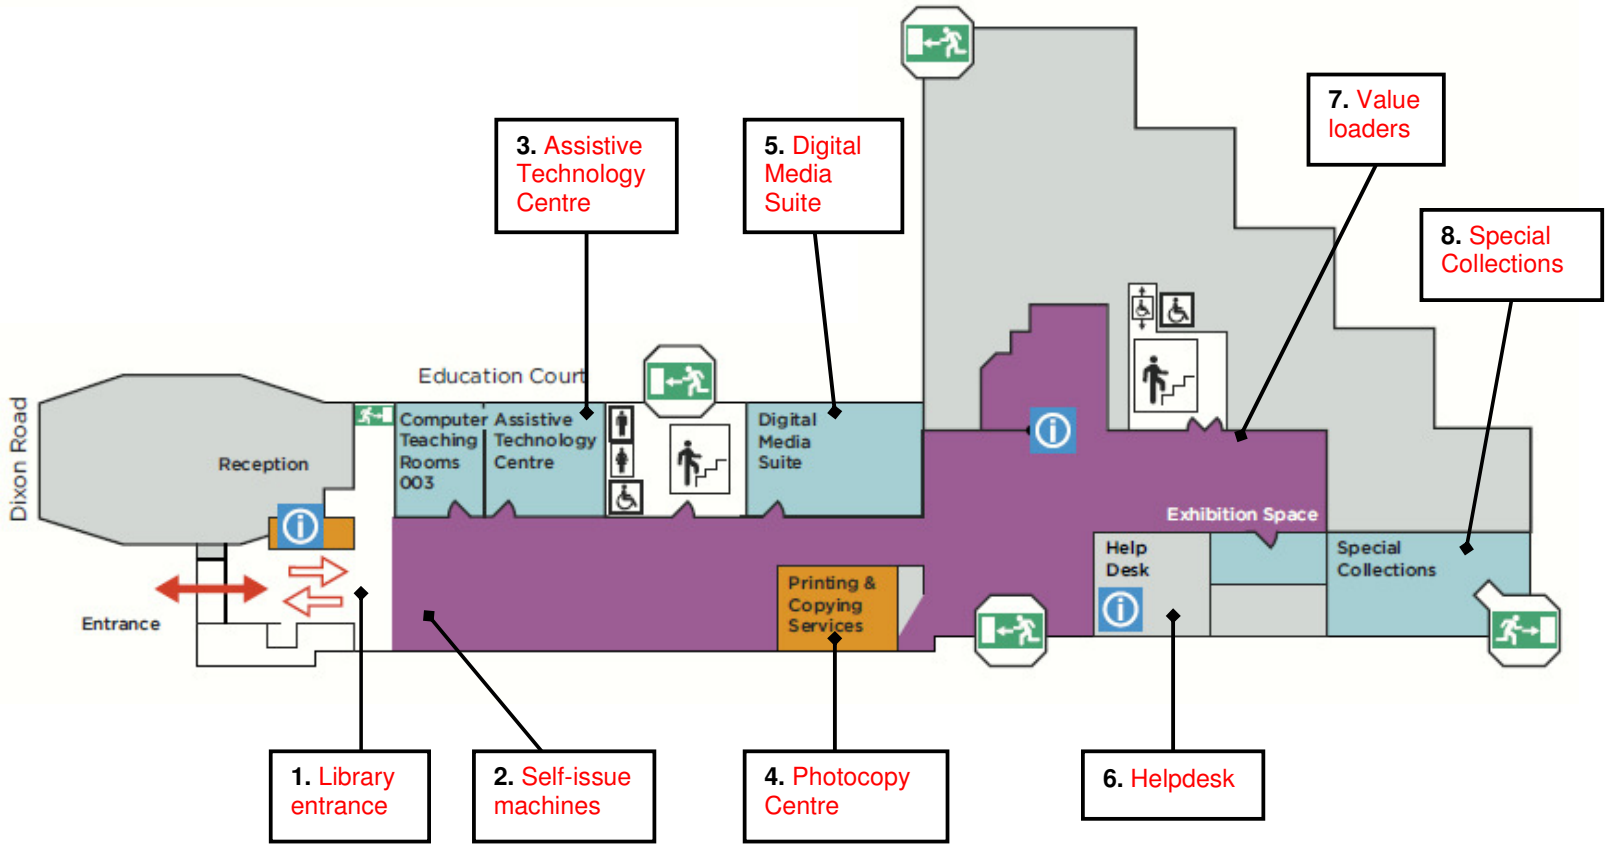 7. Value
loaders
3. Assistive
Technology
Centre
5. Digital
Media
Suite
8. Special
Collections
Education Court
Dixon Road
Reception
Computer
Teaching
Rooms
003
Assistive
Technology
Centre
Digital
Media
Suite
Exhibition Space
Help
Desk
Special
Collections
Printing &
Copying
Services
Entrance
1. Library
entrance
2. Self-issue
machines
4. Photocopy
Centre
6. Helpdesk